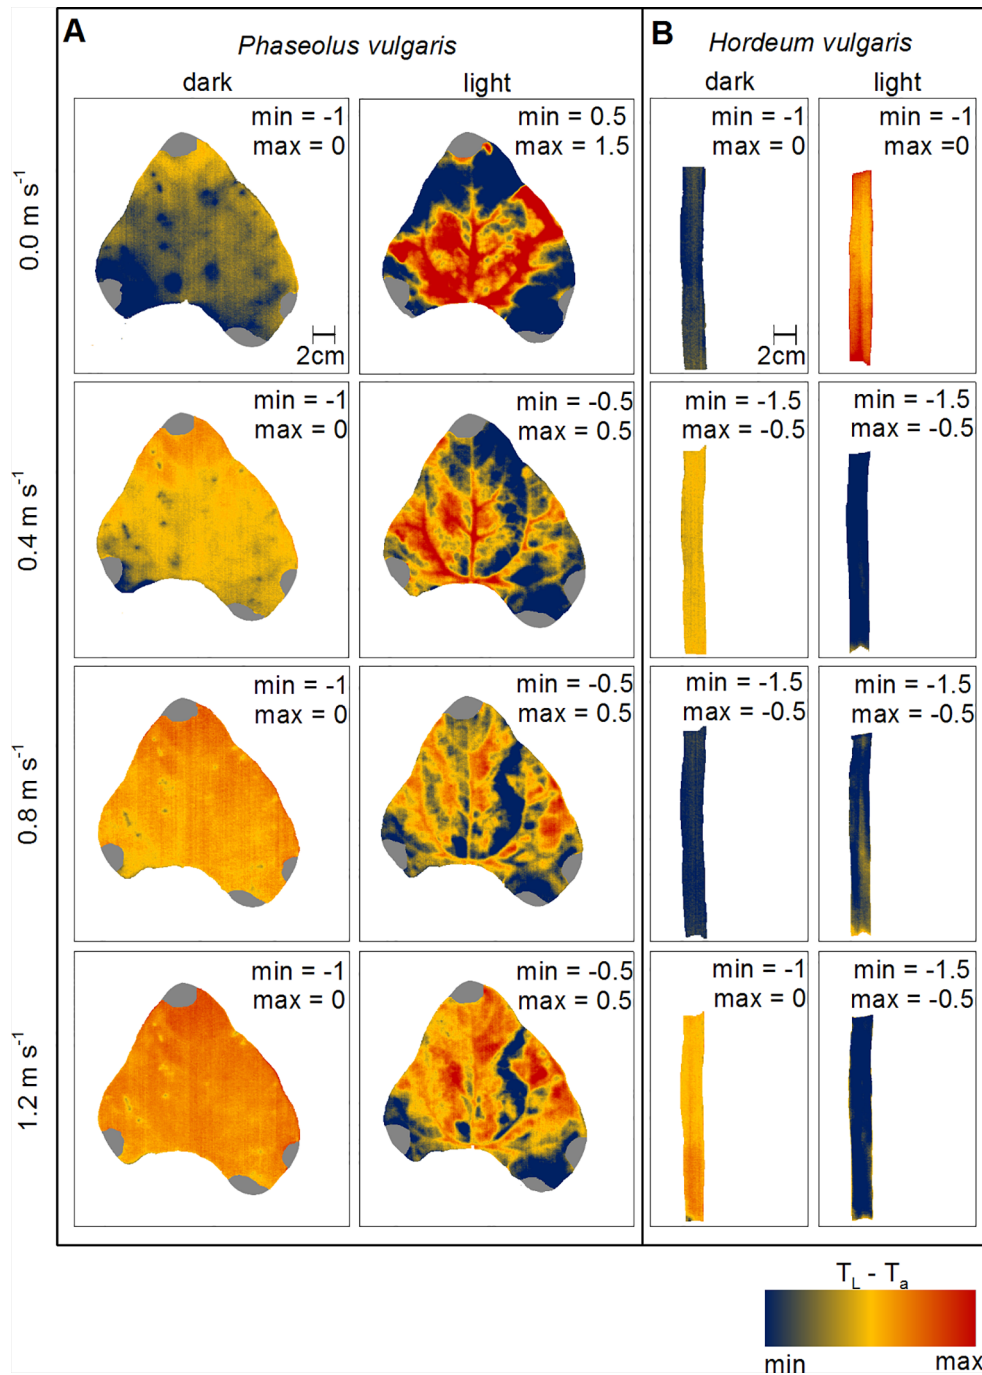 A
Phaseolus vulgaris
dark
light
B
Hordeum vulgaris
dark
light
0.0 m s⁻¹
min = -1
max = 0
2cm
min = 0.5
max = 1.5
min = -1
max = 0
2cm
min = -1
max =0
0.4 m s⁻¹
min = -1
max = 0
min = -0.5
max = 0.5
min = -1.5
max = -0.5
min = -1.5
max = -0.5
0.8 m s⁻¹
min = -1
max = 0
min = -0.5
max = 0.5
min = -1.5
max = -0.5
min = -1.5
max = -0.5
1.2 m s⁻¹
min = -1
max = 0
min = -0.5
max = 0.5
min = -1
max = 0
min = -1.5
max = -0.5
T_L - T_a
min
max